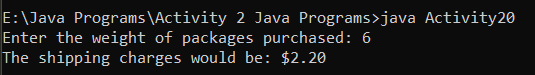 E:\Java Programs\Activity 2 Java Programs>java Activity20
Enter the weight of packages purchased: 6
The shipping charges would be: $2.20